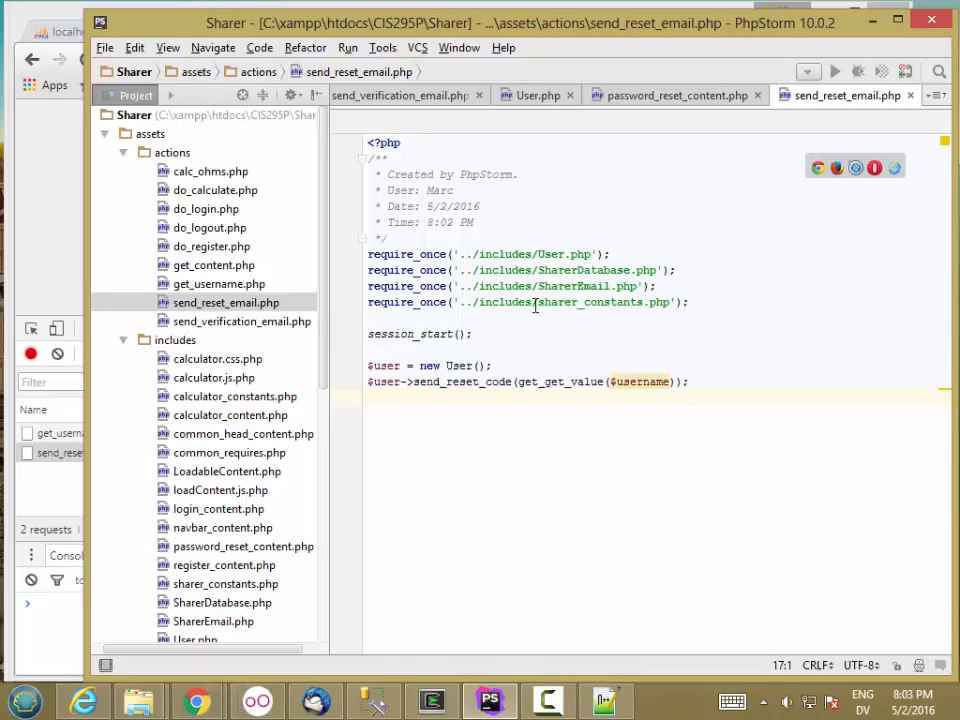 localh
Sharer - [C:\xampp\htdocs\CIS295P\Sharer] - ...\assets\actions\send_reset_email.php - PhpStorm 10.0.2
File Edit View Navigate Code Refactor Run Tools VCS Window Help
Apps
Sharer assets actions send_reset_email.php
Project
send_verification_email.php User.php password_reset_content.php send_reset_email.php
Sharer (C:\xampp\htdocs\CIS295P\Shar
assets
actions
calc_ohms.php
do_calculate.php
do_login.php
do_logout.php
do_register.php
get_content.php
get_username.php
send_reset_email.php
send_verification_email.php
includes
calculator.css.php
calculator.js.php
calculator_constants.php
calculator_content.php
common_head_content.php
common_requires.php
LoadableContent.php
loadContent.js.php
login_content.php
navbar_content.php
password_reset_content.php
register_content.php
sharer_constants.php
SharerDatabase.php
SharerEmail.php
User.php
<?php
/**
* Created by PhpStorm.
* User: Marc
* Date: 5/2/2016
* Time: 8:02 PM
*/
require_once('../includes/User.php');
require_once('../includes/SharerDatabase.php');
require_once('../includes/SharerEmail.php');
require_once('../includes/sharer_constants.php');
session_start();
$user = new User();
$user->send_reset_code(get_get_value($username));
Filter
Name
get_userna
send_rese
2 requests
Consol
to
17:1 CRLF UTF-8
ENG
DV
8:03 PM
5/2/2016